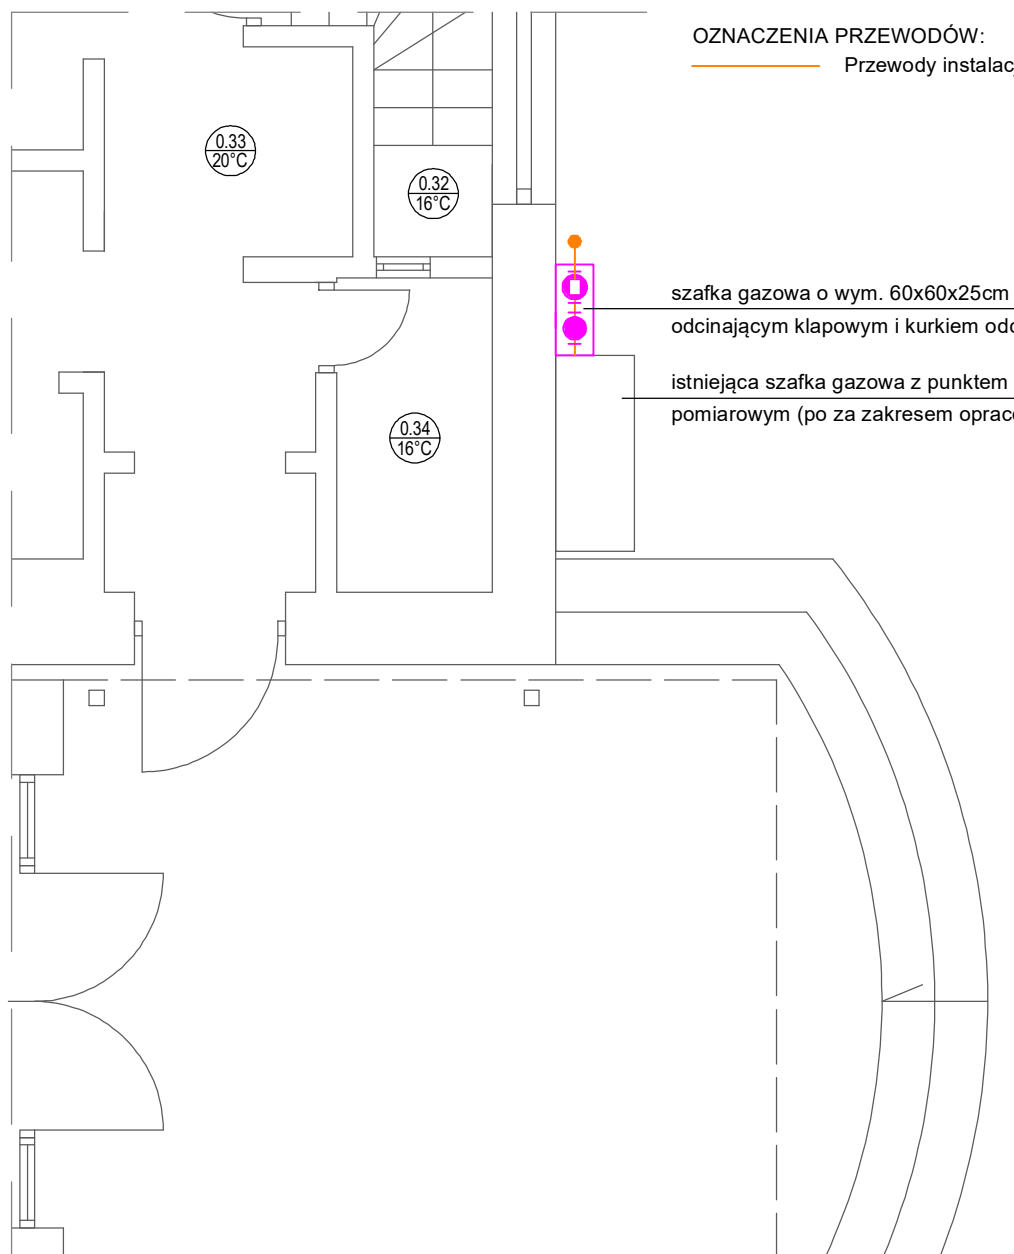 OZNACZENIA PRZEWODÓW:
Przewody instalac
0.33
20°C
0.32
16°C
szafka gazowa o wym. 60x60x25cm
odcinającym klapowym i kurkiem odc
istniejąca szafka gazowa z punktem
pomiarowym (po za zakresem oprac
0.34
16°C